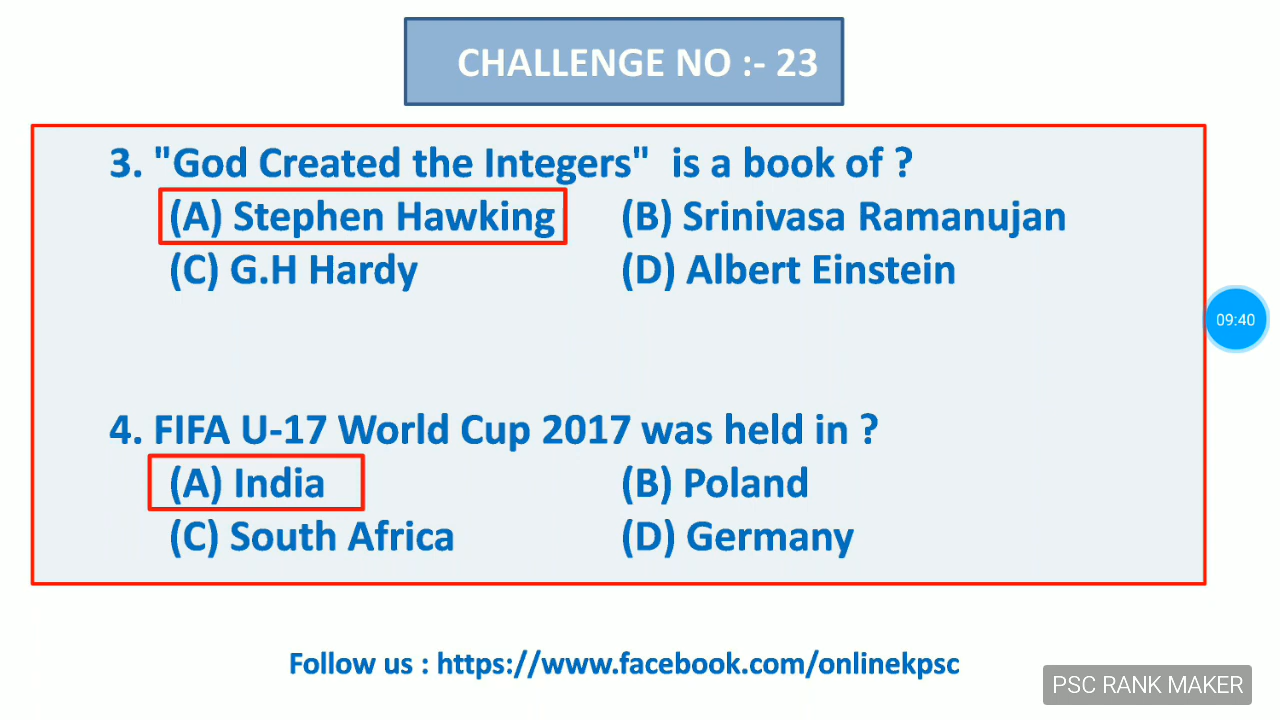 CHALLENGE NO :- 23
3. "God Created the Integers"  is a book of ?
(A) Stephen Hawking (B) Srinivasa Ramanujan
(C) G.H Hardy (D) Albert Einstein
09:40
4. FIFA U-17 World Cup 2017 was held in ?
(A) India (B) Poland
(C) South Africa (D) Germany
Follow us : https://www.facebook.com/onlinekpsc
PSC RANK MAKER